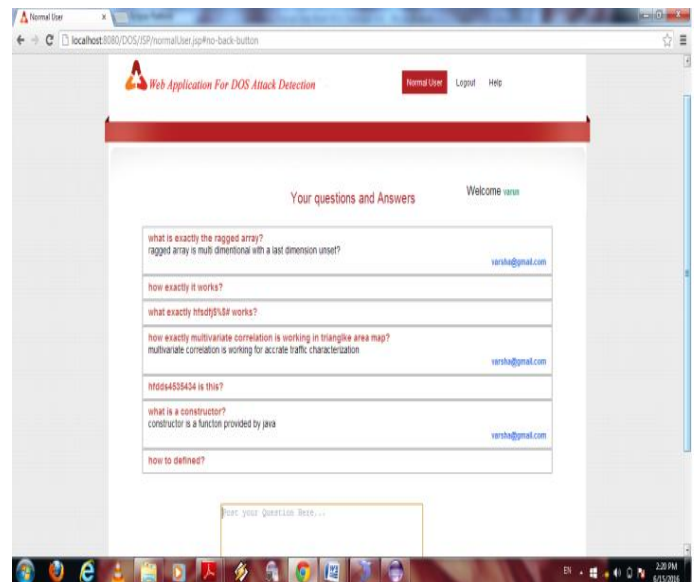 Normal User
localhost:8080/DOS/JSP/normalUser.jsp#no-back-button
Web Application For DOS Attack Detection
Normal User Logout Help
Your questions and Answers
Welcome varun
what is exactly the ragged array?
ragged array is multi dimentional with a last dimension unset?
varsha@gmail.com
how exactly it works?
what exactly hfsdfj$%$# works?
how exactly multivariate correlation is working in trianglke area map?
multivariate correlation is working for accrate traffic characterization
varsha@gmail.com
hfdds4535434 is this?
what is a constructor?
constructor is a functon provided by java
varsha@gmail.com
how to defined?
Post your Question Here...
EN
2:20 PM
6/15/2016